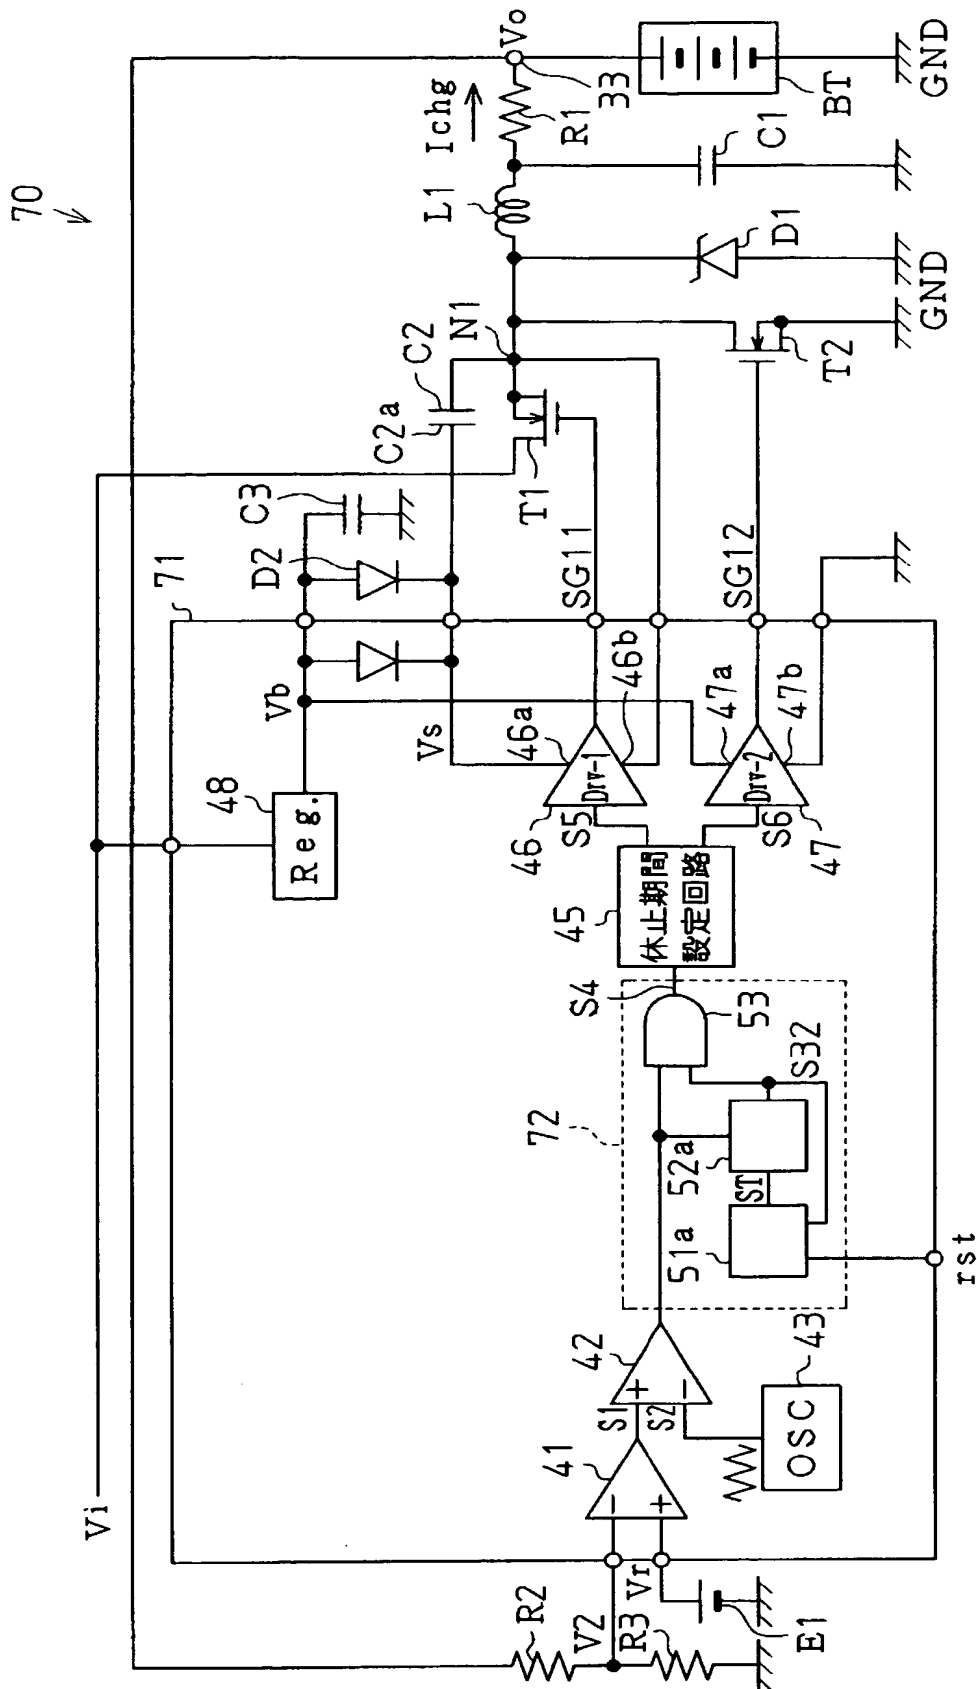 70
Vi
71
Vb
48
Reg.
D2
C3
C2a
C2
N1
L1
Ichg
R1
Vo
33
BT
GND
C1
D1
GND
T2
T1
SG11
SG12
Vs
46a
46b
46
Drv-1
S5
47a
47b
47
Drv-2
S6
45
休止期間
設定回路
S4
53
72
S32
52a
ST
51a
rst
42
+
−
S1
S2
43
OSC
41
−
+
Vr
E1
V2
R2
R3